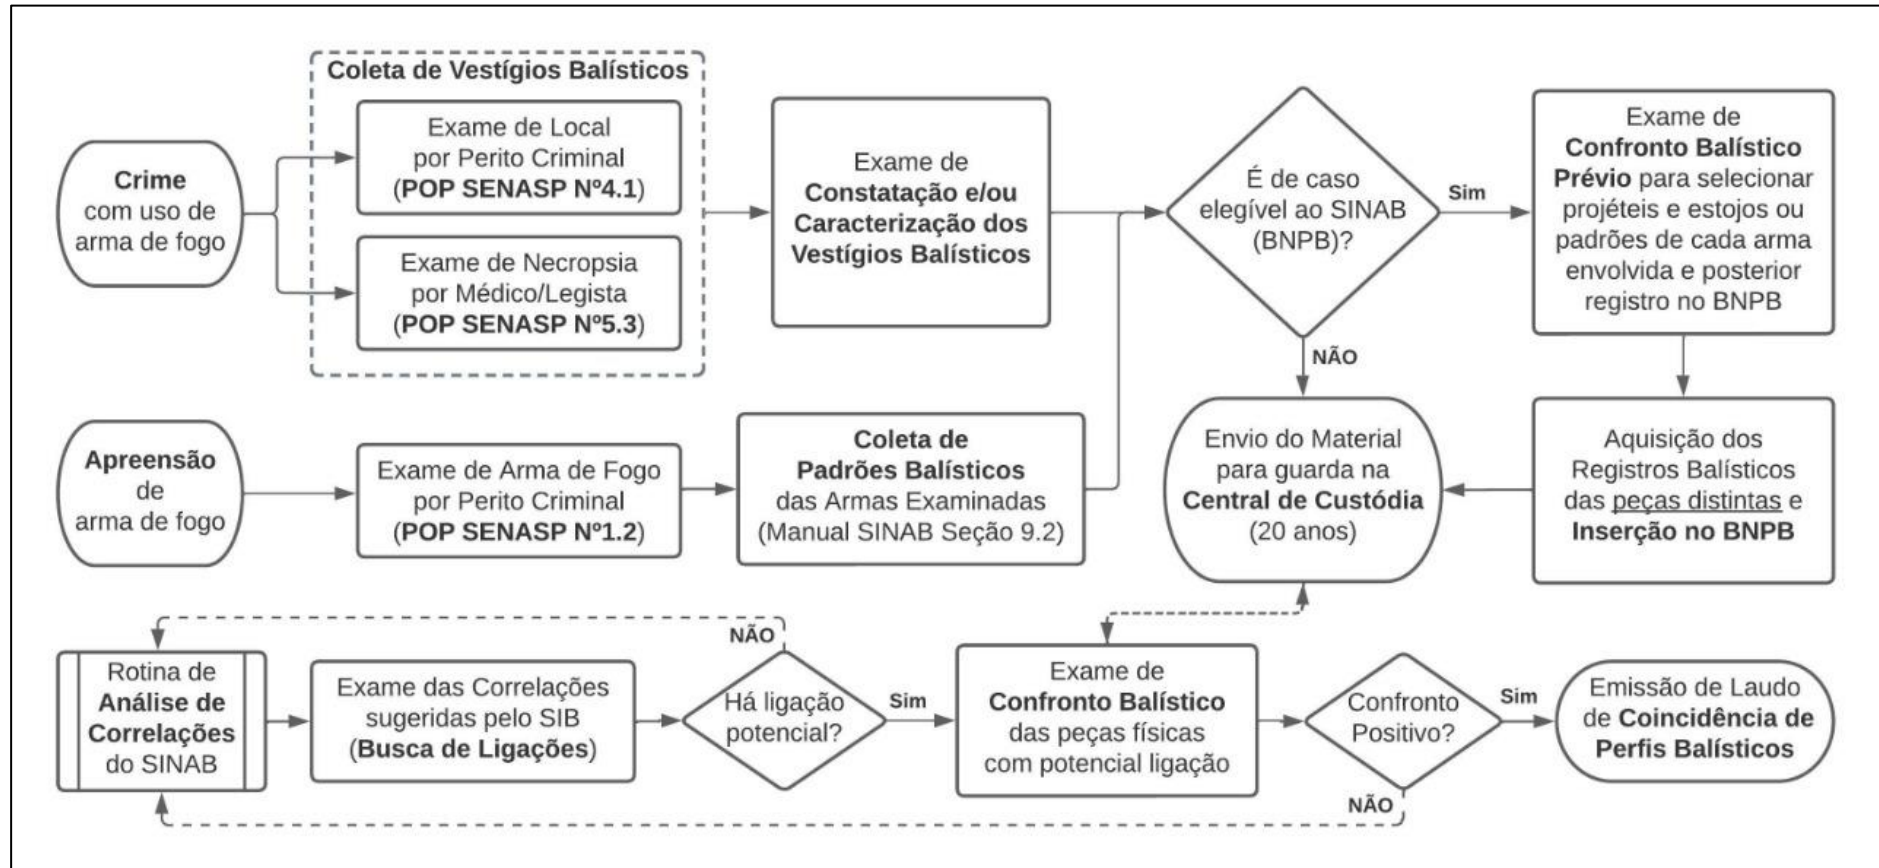 Coleta de Vestígios Balísticos
Crime
com uso de
arma de fogo
Exame de Local
por Perito Criminal
(POP SENASP Nº4.1)
Exame de Necropsia
por Médico/Legista
(POP SENASP Nº5.3)
Exame de
Constatação e/ou
Caracterização dos
Vestígios Balísticos
É de caso
elegível ao SINAB
(BNPB)?
Sim
NÃO
Exame de
Confronto Balístico
Prévio para selecionar
projéteis e estojos ou
padrões de cada arma
envolvida e posterior
registro no BNPB
Apreensão
de
arma de fogo
Exame de Arma de Fogo
por Perito Criminal
(POP SENASP Nº1.2)
Coleta de
Padrões Balísticos
das Armas Examinadas
(Manual SINAB Seção 9.2)
Envio do Material
para guarda na
Central de Custódia
(20 anos)
Aquisição dos
Registros Balísticos
das peças distintas e
Inserção no BNPB
Rotina de
Análise de
Correlações
do SINAB
Exame das Correlações
sugeridas pelo SIB
(Busca de Ligações)
NÃO
Há ligação
potencial?
Sim
Exame de
Confronto Balístico
das peças físicas
com potencial ligação
Confronto
Positivo?
Sim
NÃO
Emissão de Laudo
de Coincidência de
Perfis Balísticos